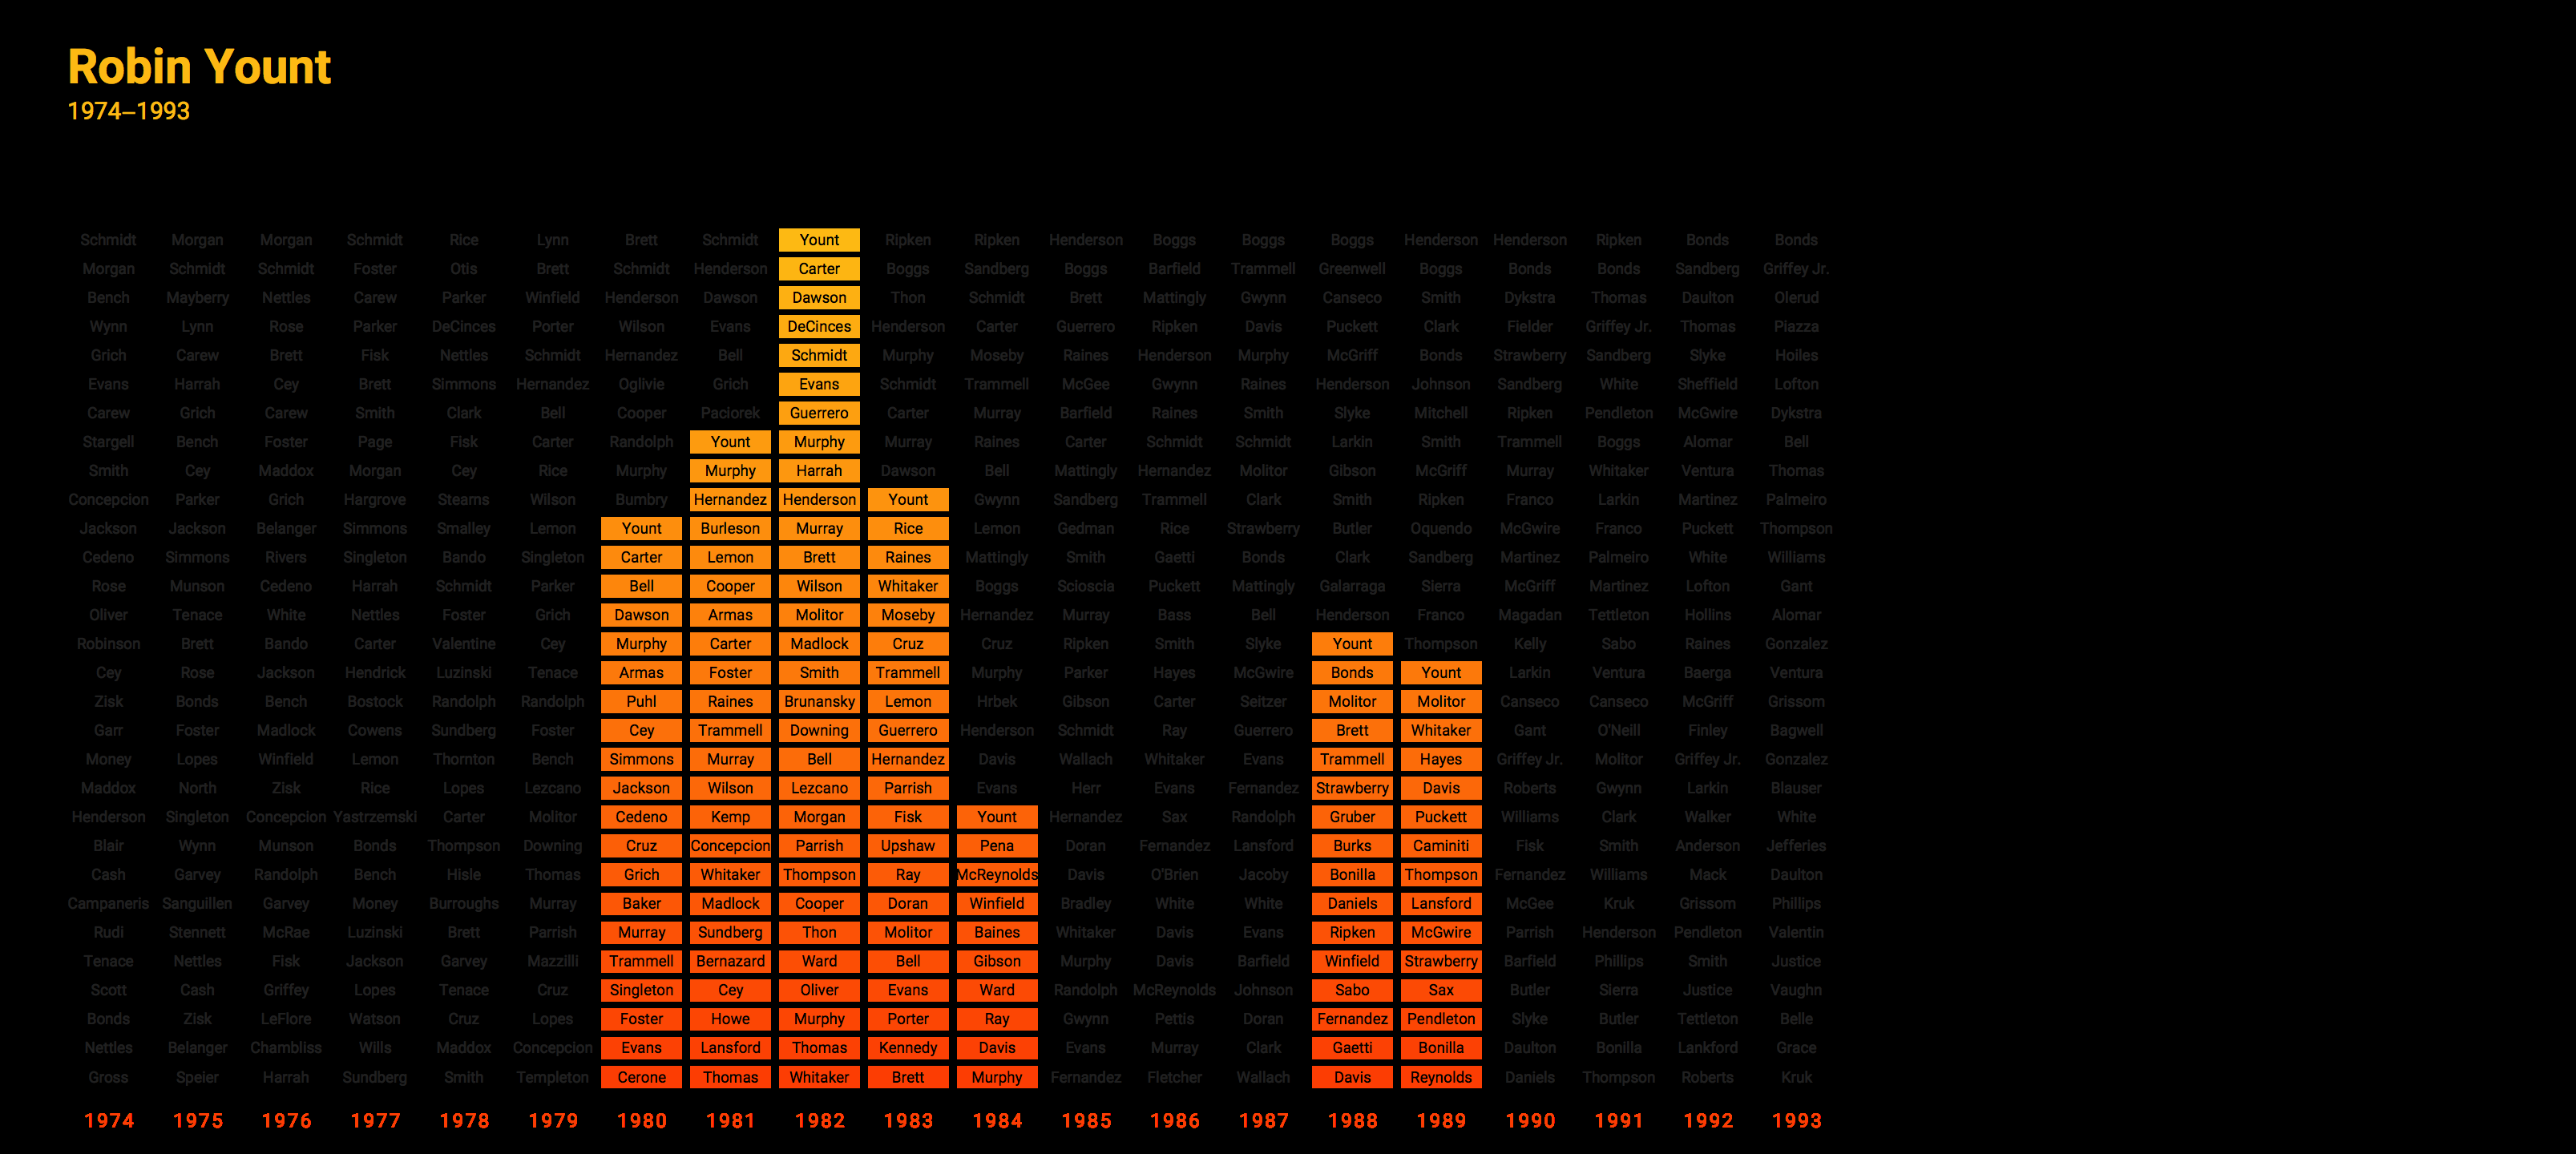 Robin Yount
1974–1993
Schmidt Morgan Morgan Schmidt Rice Lynn Brett Schmidt Yount Ripken Ripken Henderson Boggs Boggs Boggs Henderson Henderson Ripken Bonds Bonds
Morgan Schmidt Schmidt Foster Otis Brett Schmidt Henderson Carter Boggs Sandberg Boggs Barfield Trammell Greenwell Boggs Bonds Bonds Sandberg Griffey Jr.
Bench Mayberry Nettles Carew Parker Winfield Henderson Dawson Dawson Thon Schmidt Brett Mattingly Gwynn Canseco Smith Dykstra Thomas Daulton Olerud
Wynn Lynn Rose Parker DeCinces Porter Wilson Evans DeCinces Henderson Carter Guerrero Ripken Davis Puckett Clark Fielder Griffey Jr. Thomas Piazza
Grich Carew Brett Fisk Nettles Schmidt Hernandez Bell Schmidt Murphy Moseby Raines Henderson Murphy McGriff Bonds Strawberry Sandberg Slyke Hoiles
Evans Harrah Cey Brett Simmons Hernandez Oglivie Grich Evans Schmidt Trammell McGee Gwynn Raines Henderson Johnson Sandberg White Sheffield Lofton
Carew Grich Carew Smith Clark Bell Cooper Paciorek Guerrero Carter Murray Barfield Raines Smith Slyke Mitchell Ripken Pendleton McGwire Dykstra
Stargell Bench Foster Page Fisk Carter Randolph Yount Murphy Murray Raines Carter Schmidt Schmidt Larkin Smith Trammell Boggs Alomar Bell
Smith Cey Maddox Morgan Cey Rice Murphy Murphy Harrah Dawson Bell Mattingly Hernandez Molitor Gibson McGriff Murray Whitaker Ventura Thomas
Concepcion Parker Grich Hargrove Stearns Wilson Bumbry Hernandez Henderson Yount Gwynn Sandberg Trammell Clark Smith Ripken Franco Larkin Martinez Palmeiro
Jackson Jackson Belanger Simmons Smalley Lemon Yount Burleson Murray Rice Lemon Gedman Rice Strawberry Butler Oquendo McGwire Franco Puckett Thompson
Cedeno Simmons Rivers Singleton Bando Singleton Carter Lemon Brett Raines Mattingly Smith Gaetti Bonds Clark Sandberg Martinez Palmeiro White Williams
Rose Munson Cedeno Harrah Schmidt Parker Bell Cooper Wilson Whitaker Boggs Scioscia Puckett Mattingly Galarraga Sierra McGriff Martinez Lofton Gant
Oliver Tenace White Nettles Foster Grich Dawson Armas Molitor Moseby Hernandez Murray Bass Bell Henderson Franco Magadan Tettleton Hollins Alomar
Robinson Brett Bando Carter Valentine Cey Murphy Carter Madlock Cruz Cruz Ripken Smith Slyke Yount Thompson Kelly Sabo Raines Gonzalez
Cey Rose Jackson Hendrick Luzinski Tenace Armas Foster Smith Trammell Murphy Parker Hayes McGwire Bonds Yount Larkin Ventura Baerga Ventura
Zisk Bonds Bench Bostock Randolph Randolph Puhl Raines Brunansky Lemon Hrbek Gibson Carter Seitzer Molitor Molitor Canseco Canseco McGriff Grissom
Garr Foster Madlock Cowens Sundberg Foster Cey Trammell Downing Guerrero Henderson Schmidt Ray Guerrero Brett Whitaker Gant O'Neill Finley Bagwell
Money Lopes Winfield Lemon Thornton Bench Simmons Murray Bell Hernandez Davis Wallach Whitaker Evans Trammell Hayes Griffey Jr. Molitor Griffey Jr. Gonzalez
Maddox North Zisk Rice Lopes Lezcano Jackson Wilson Lezcano Parrish Evans Herr Evans Fernandez Strawberry Davis Roberts Gwynn Larkin Blauser
Henderson Singleton Concepcion Yastrzemski Carter Molitor Cedeno Kemp Morgan Fisk Yount Hernandez Sax Randolph Gruber Puckett Williams Clark Walker White
Blair Wynn Munson Bonds Thompson Downing Cruz Concepcion Parrish Upshaw Pena Doran Fernandez Lansford Burks Caminiti Fisk Smith Anderson Jefferies
Cash Garvey Randolph Bench Hisle Thomas Grich Whitaker Thompson Ray McReynolds Davis O'Brien Jacoby Bonilla Thompson Fernandez Williams Mack Daulton
Campaneris Sanguillen Garvey Money Burroughs Murray Baker Madlock Cooper Doran Winfield Bradley White White Daniels Lansford McGee Kruk Grissom Phillips
Rudi Stennett McRae Luzinski Brett Parrish Murray Sundberg Thon Molitor Baines Whitaker Davis Evans Ripken McGwire Parrish Henderson Pendleton Valentin
Tenace Nettles Fisk Jackson Garvey Mazzilli Trammell Bernazard Ward Bell Gibson Murphy Davis Barfield Winfield Strawberry Barfield Phillips Smith Justice
Scott Cash Griffey Lopes Tenace Cruz Singleton Cey Oliver Evans Ward Randolph McReynolds Johnson Sabo Sax Butler Sierra Justice Vaughn
Bonds Zisk LeFlore Watson Cruz Lopes Foster Howe Murphy Porter Ray Gwynn Pettis Doran Fernandez Pendleton Slyke Butler Tettleton Belle
Nettles Belanger Chambliss Wills Maddox Concepcion Evans Lansford Thomas Kennedy Davis Evans Murray Clark Gaetti Bonilla Daulton Bonilla Lankford Grace
Gross Speier Harrah Sundberg Smith Templeton Cerone Thomas Whitaker Brett Murphy Fernandez Fletcher Wallach Davis Reynolds Daniels Thompson Roberts Kruk
1974 1975 1976 1977 1978 1979 1980 1981 1982 1983 1984 1985 1986 1987 1988 1989 1990 1991 1992 1993